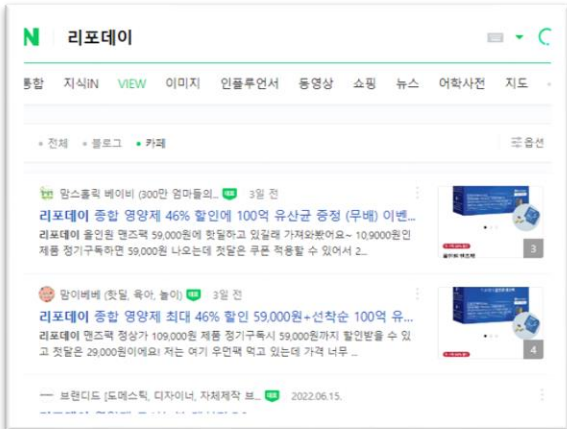 N 리포데이
통합 지식iN VIEW 이미지 인플루언서 동영상 쇼핑 뉴스 어학사전 지도
전체 블로그 카페 옵션
맘스홀릭 베이비 (300만 엄마들의... 대표 3일 전
리포데이 종합 영양제 46% 할인에 100억 유산균 증정 (무배) 이벤...
리포데이 올인원 맨즈팩 59,000원에 핫딜하고 있길래 가져와봤어요~ 10,9000원인
제품 정기구독하면 59,000원 나오는데 첫달은 쿠폰 적용할 수 있어서 2...
3
맘이베베 (핫딜, 육아, 놀이) 대표 3일 전
리포데이 종합 영양제 최대 46% 할인 59,000원+선착순 100억 유...
리포데이 맨즈팩 정상가 109,000원 제품 정기구독시 59,000원까지 할인받을 수 있
고 첫달은 29,000원이에요! 저는 여기 우먼팩 먹고 있는데 가격 너무 ...
4
브랜디드 [도메스틱, 디자이너, 자체제작 브... 대표 2022.06.15.